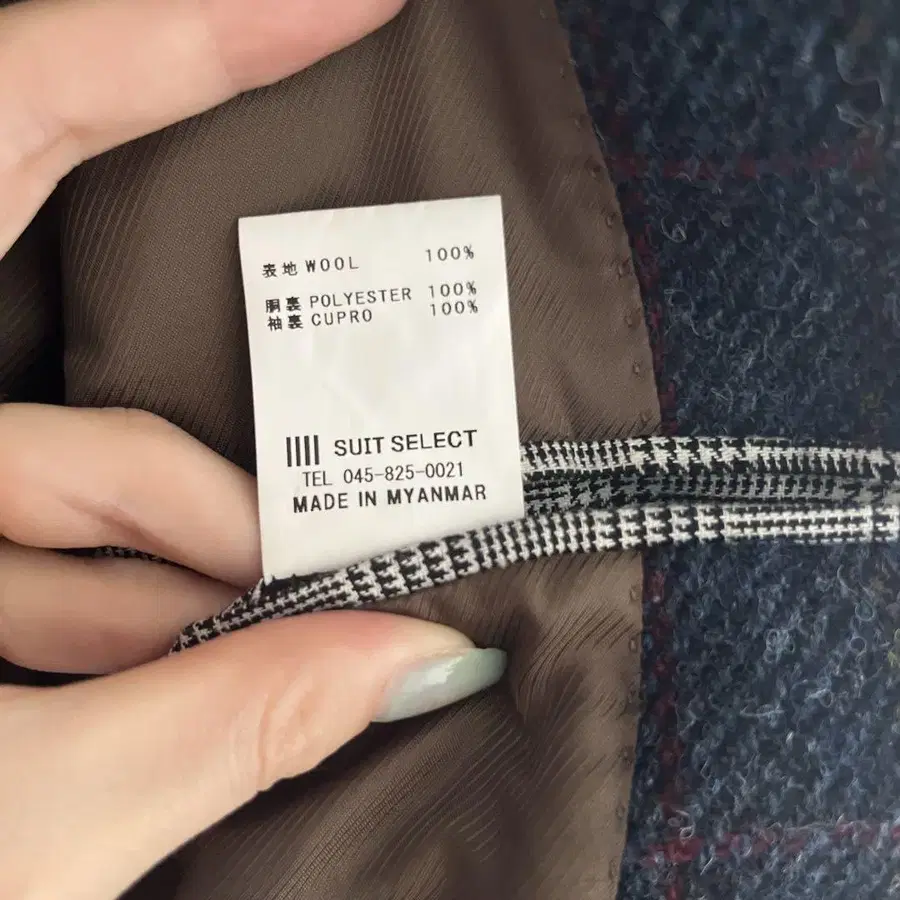 表地 WOOL 100%
胴裏 POLYESTER 100%
袖裏 CUPRO 100%
SUIT SELECT
TEL 045-825-0021
MADE IN MYANMAR